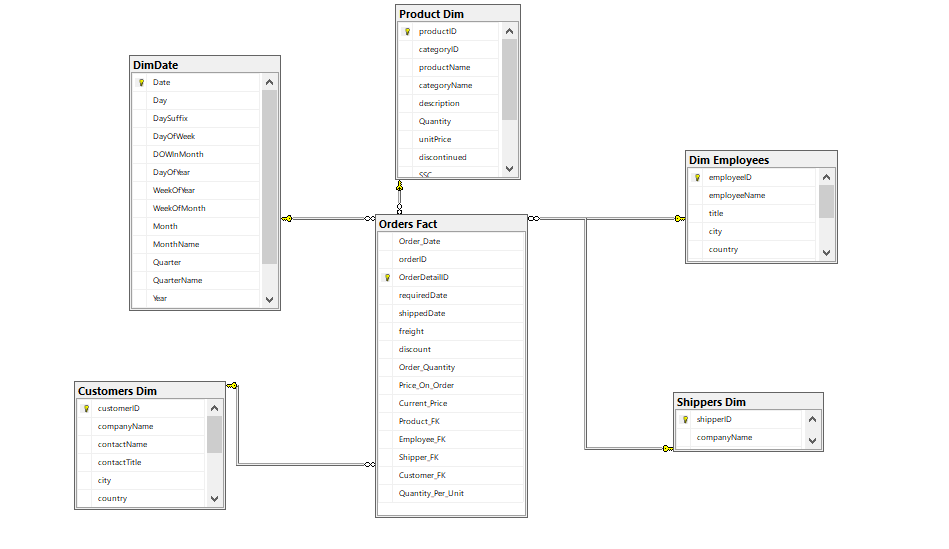 Product Dim
productID
categoryID
productName
categoryName
description
Quantity
unitPrice
discontinued
SSC
DimDate
Date
Day
DaySuffix
DayOfWeek
DOWInMonth
DayOfYear
WeekOfYear
WeekOfMonth
Month
MonthName
Quarter
QuarterName
Year
Dim Employees
employeeID
employeeName
title
city
country
Orders Fact
Order_Date
orderID
OrderDetailID
requiredDate
shippedDate
freight
discount
Order_Quantity
Price_On_Order
Current_Price
Product_FK
Employee_FK
Shipper_FK
Customer_FK
Quantity_Per_Unit
Customers Dim
customerID
companyName
contactName
contactTitle
city
country
Shippers Dim
shipperID
companyName